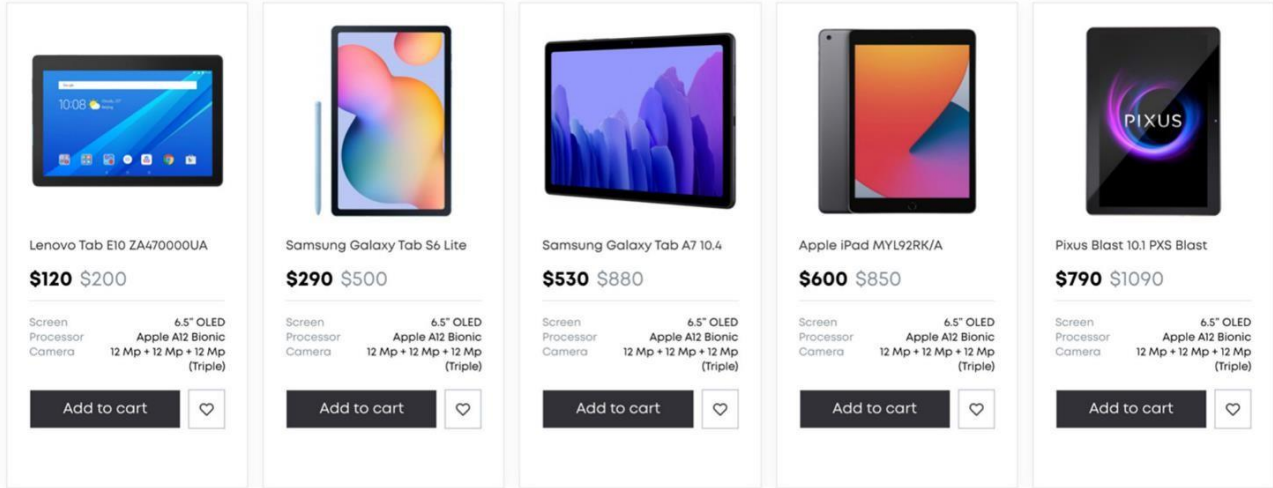 10:08
PIXUS
Lenovo Tab E10 ZA470000UA
$120 $200
Screen 6.5" OLED
Processor Apple A12 Bionic
Camera 12 Mp + 12 Mp + 12 Mp
(Triple)
Add to cart
Samsung Galaxy Tab S6 Lite
$290 $500
Screen 6.5" OLED
Processor Apple A12 Bionic
Camera 12 Mp + 12 Mp + 12 Mp
(Triple)
Add to cart
Samsung Galaxy Tab A7 10.4
$530 $880
Screen 6.5" OLED
Processor Apple A12 Bionic
Camera 12 Mp + 12 Mp + 12 Mp
(Triple)
Add to cart
Apple iPad MYL92RK/A
$600 $850
Screen 6.5" OLED
Processor Apple A12 Bionic
Camera 12 Mp + 12 Mp + 12 Mp
(Triple)
Add to cart
Pixus Blast 10.1 PXS Blast
$790 $1090
Screen 6.5" OLED
Processor Apple A12 Bionic
Camera 12 Mp + 12 Mp + 12 Mp
(Triple)
Add to cart